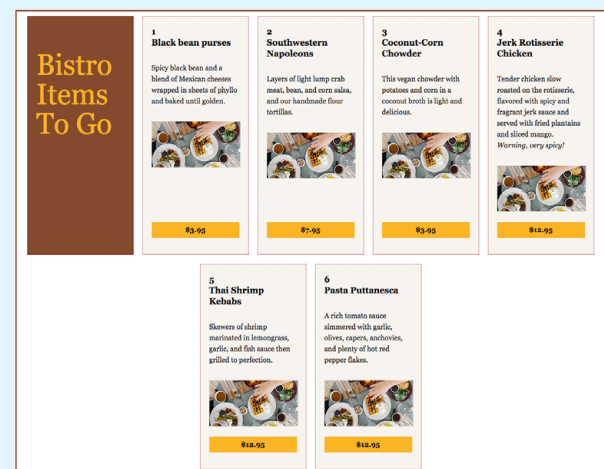 Bistro
Items
To Go
1
Black bean purses
Spicy black bean and a
blend of Mexican cheeses
wrapped in sheets of phyllo
and baked until golden.
$3.95
2
Southwestern
Napoleons
Layers of light lump crab
meat, bean, and corn salsa,
and our handmade flour
tortillas.
$7.95
3
Coconut-Corn
Chowder
This vegan chowder with
potatoes and corn in a
coconut broth is light and
delicious.
$3.95
4
Jerk Rotisserie
Chicken
Tender chicken slow
roasted on the rotisserie,
flavored with spicy and
fragrant jerk sauce and
served with fried plantains
and sliced mango.
Warning, very spicy!
$12.95
5
Thai Shrimp
Kebabs
Skewers of shrimp
marinated in lemongrass,
garlic, and fish sauce then
grilled to perfection.
$12.95
6
Pasta Puttanesca
A rich tomato sauce
simmered with garlic,
olives, capers, anchovies,
and plenty of hot red
pepper flakes.
$12.95